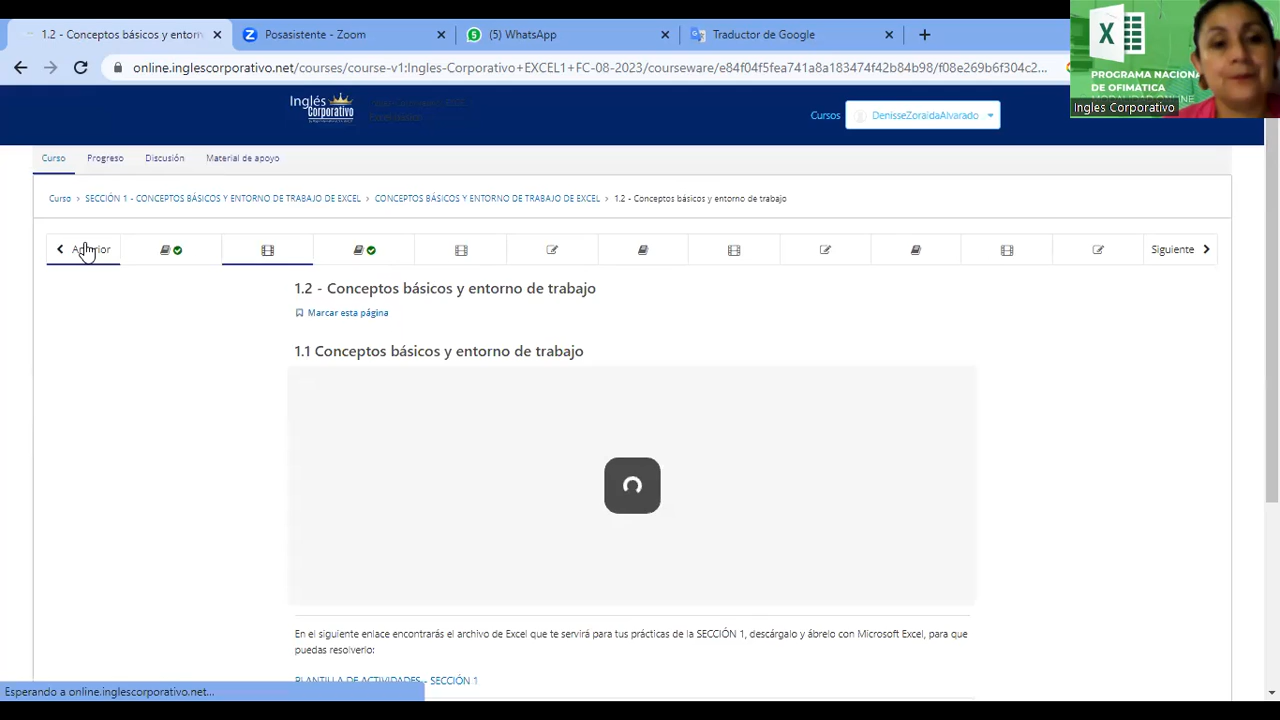 1.2 - Conceptos básicos y entorn
Posasistente - Zoom
(5) WhatsApp
Traductor de Google
online.inglescorporativo.net/courses/course-v1:Ingles-Corporativo+EXCEL1+FC-08-2023/courseware/e84f04f5fea741a8a183474f42b84b98/f08e269b6f304c2...
PROGRAMA NACIONA
DE OFIMÁTICA
Ingles Corporativo
Inglés
Corporativo
Cursos
DenisseZoraidaAlvarado
Curso
Progreso
Discusión
Material de apoyo
Curso > SECCIÓN 1 - CONCEPTOS BÁSICOS Y ENTORNO DE TRABAJO DE EXCEL > CONCEPTOS BÁSICOS Y ENTORNO DE TRABAJO DE EXCEL > 1.2 - Conceptos básicos y entorno de trabajo
Anterior
Siguiente
1.2 - Conceptos básicos y entorno de trabajo
Marcar esta página
1.1 Conceptos básicos y entorno de trabajo
En el siguiente enlace encontrarás el archivo de Excel que te servirá para tus prácticas de la SECCIÓN 1, descárgalo y ábrelo con Microsoft Excel, para que
puedas resolverlo:
PLANTILLA DE ACTIVIDADES - SECCIÓN 1
Esperando a online.inglescorporativo.net...